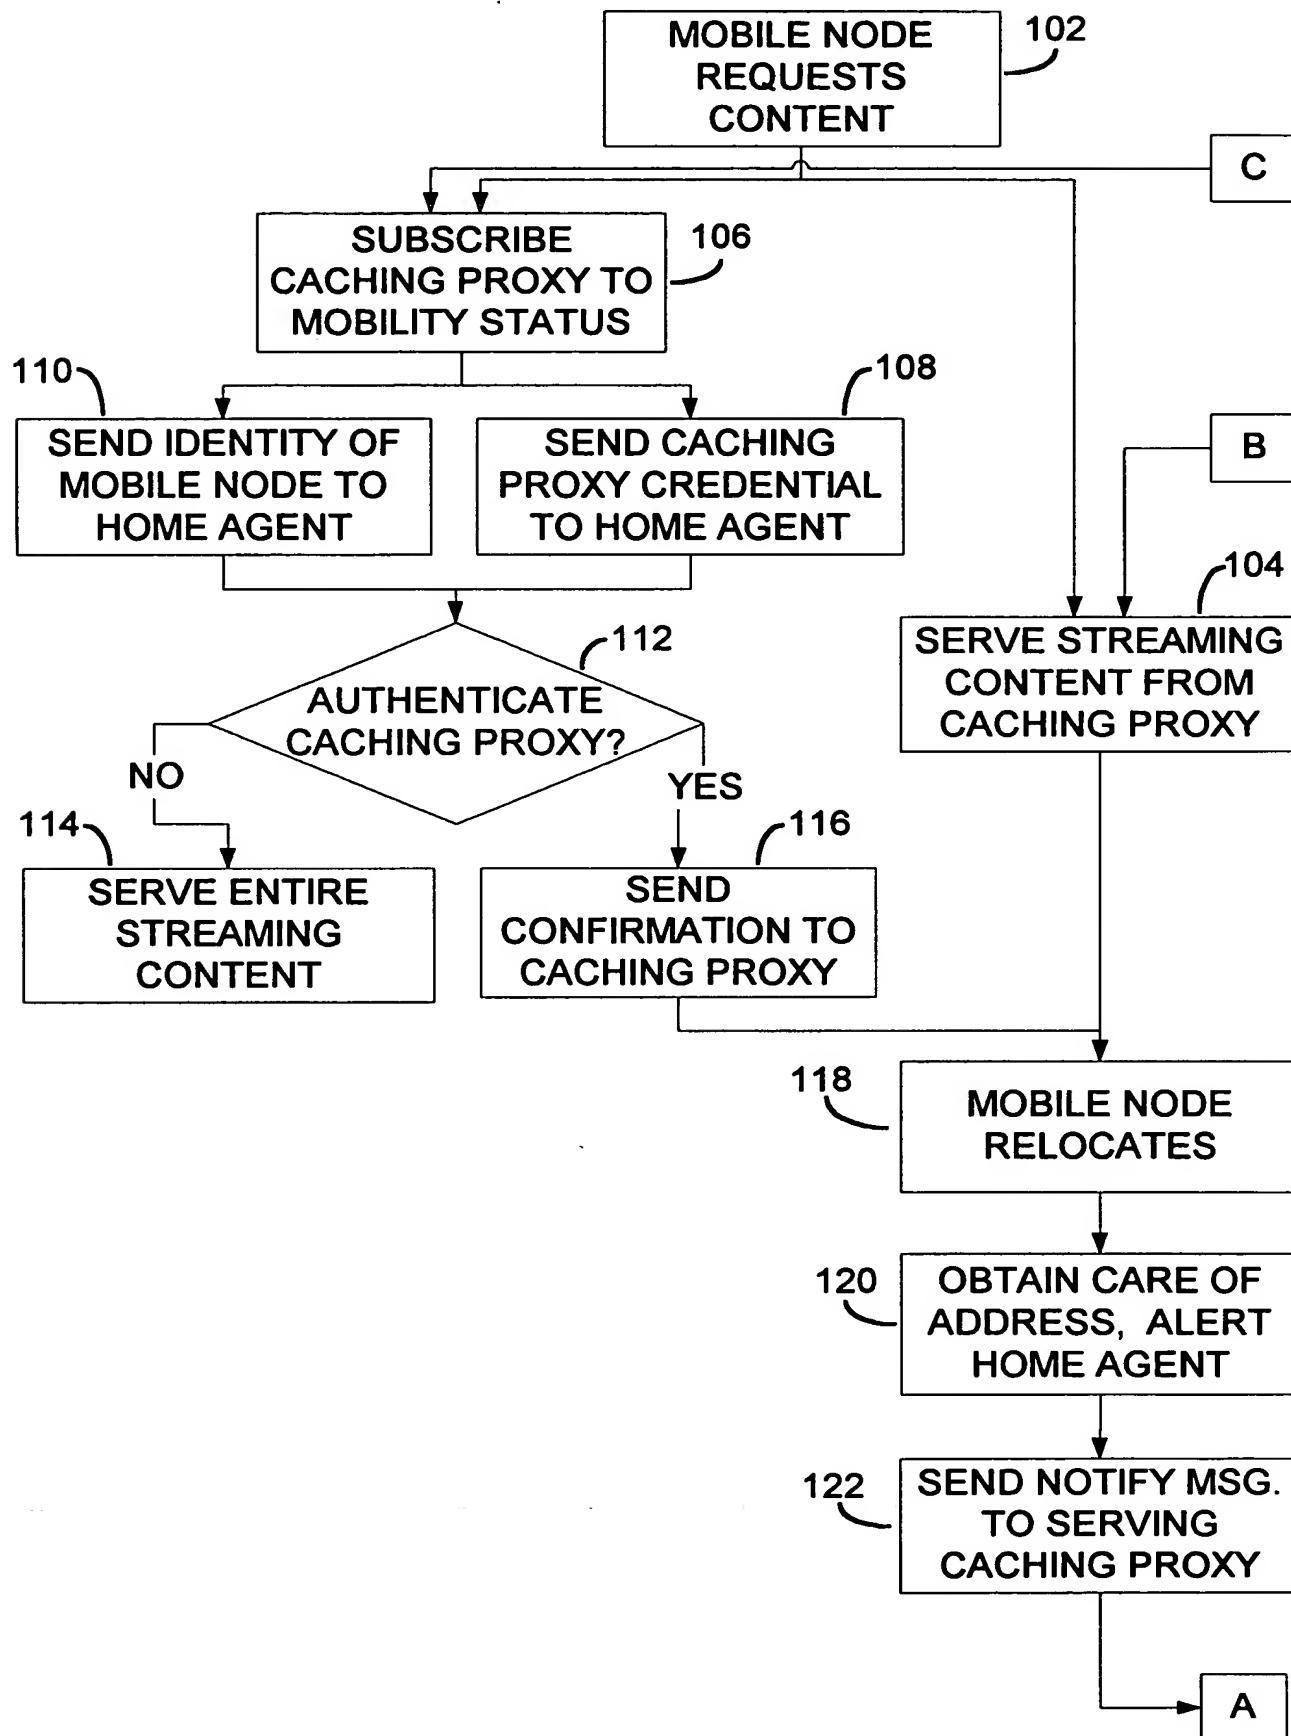 MOBILE NODE
REQUESTS
CONTENT
102
C
SUBSCRIBE
CACHING PROXY TO
MOBILITY STATUS
106
110
108
SEND IDENTITY OF
MOBILE NODE TO
HOME AGENT
SEND CACHING
PROXY CREDENTIAL
TO HOME AGENT
B
104
SERVE STREAMING
CONTENT FROM
CACHING PROXY
112
AUTHENTICATE
CACHING PROXY?
NO
YES
114
116
SERVE ENTIRE
STREAMING
CONTENT
SEND
CONFIRMATION TO
CACHING PROXY
118
MOBILE NODE
RELOCATES
120
OBTAIN CARE OF
ADDRESS, ALERT
HOME AGENT
122
SEND NOTIFY MSG.
TO SERVING
CACHING PROXY
A